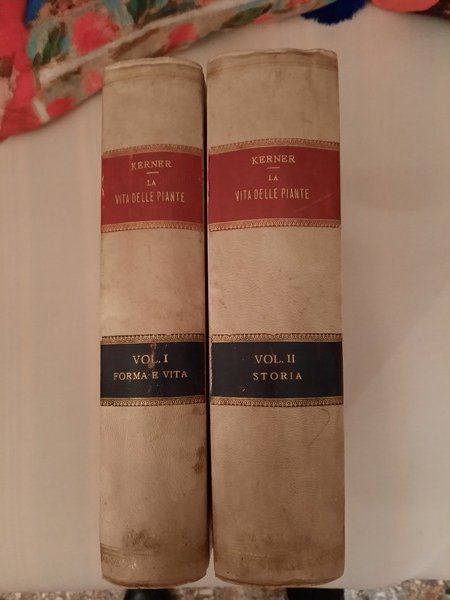 KERNER
LA
VITA DELLE PIANTE
VOL. I
FORMA E VITA
KERNER
LA
VITA DELLE PIANTE
VOL. II
STORIA